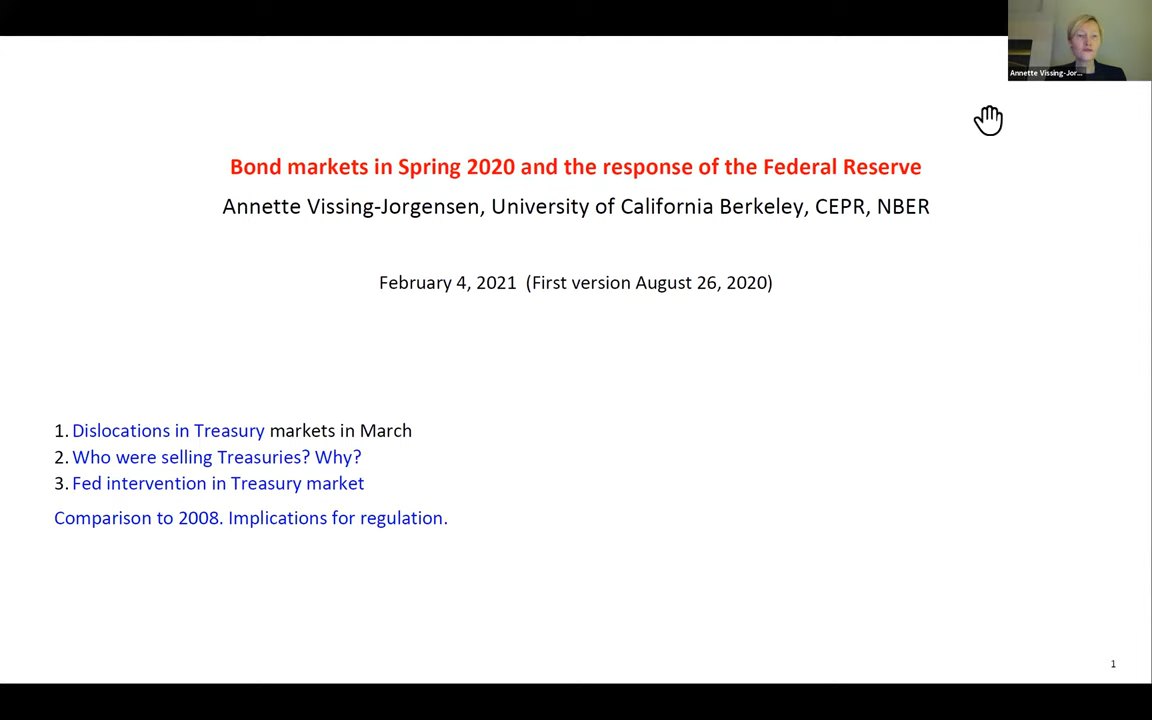 Annette Vissing-Jor...
Bond markets in Spring 2020 and the response of the Federal Reserve
Annette Vissing-Jorgensen, University of California Berkeley, CEPR, NBER
February 4, 2021 (First version August 26, 2020)
1. Dislocations in Treasury markets in March
2. Who were selling Treasuries? Why?
3. Fed intervention in Treasury market
Comparison to 2008. Implications for regulation.
1